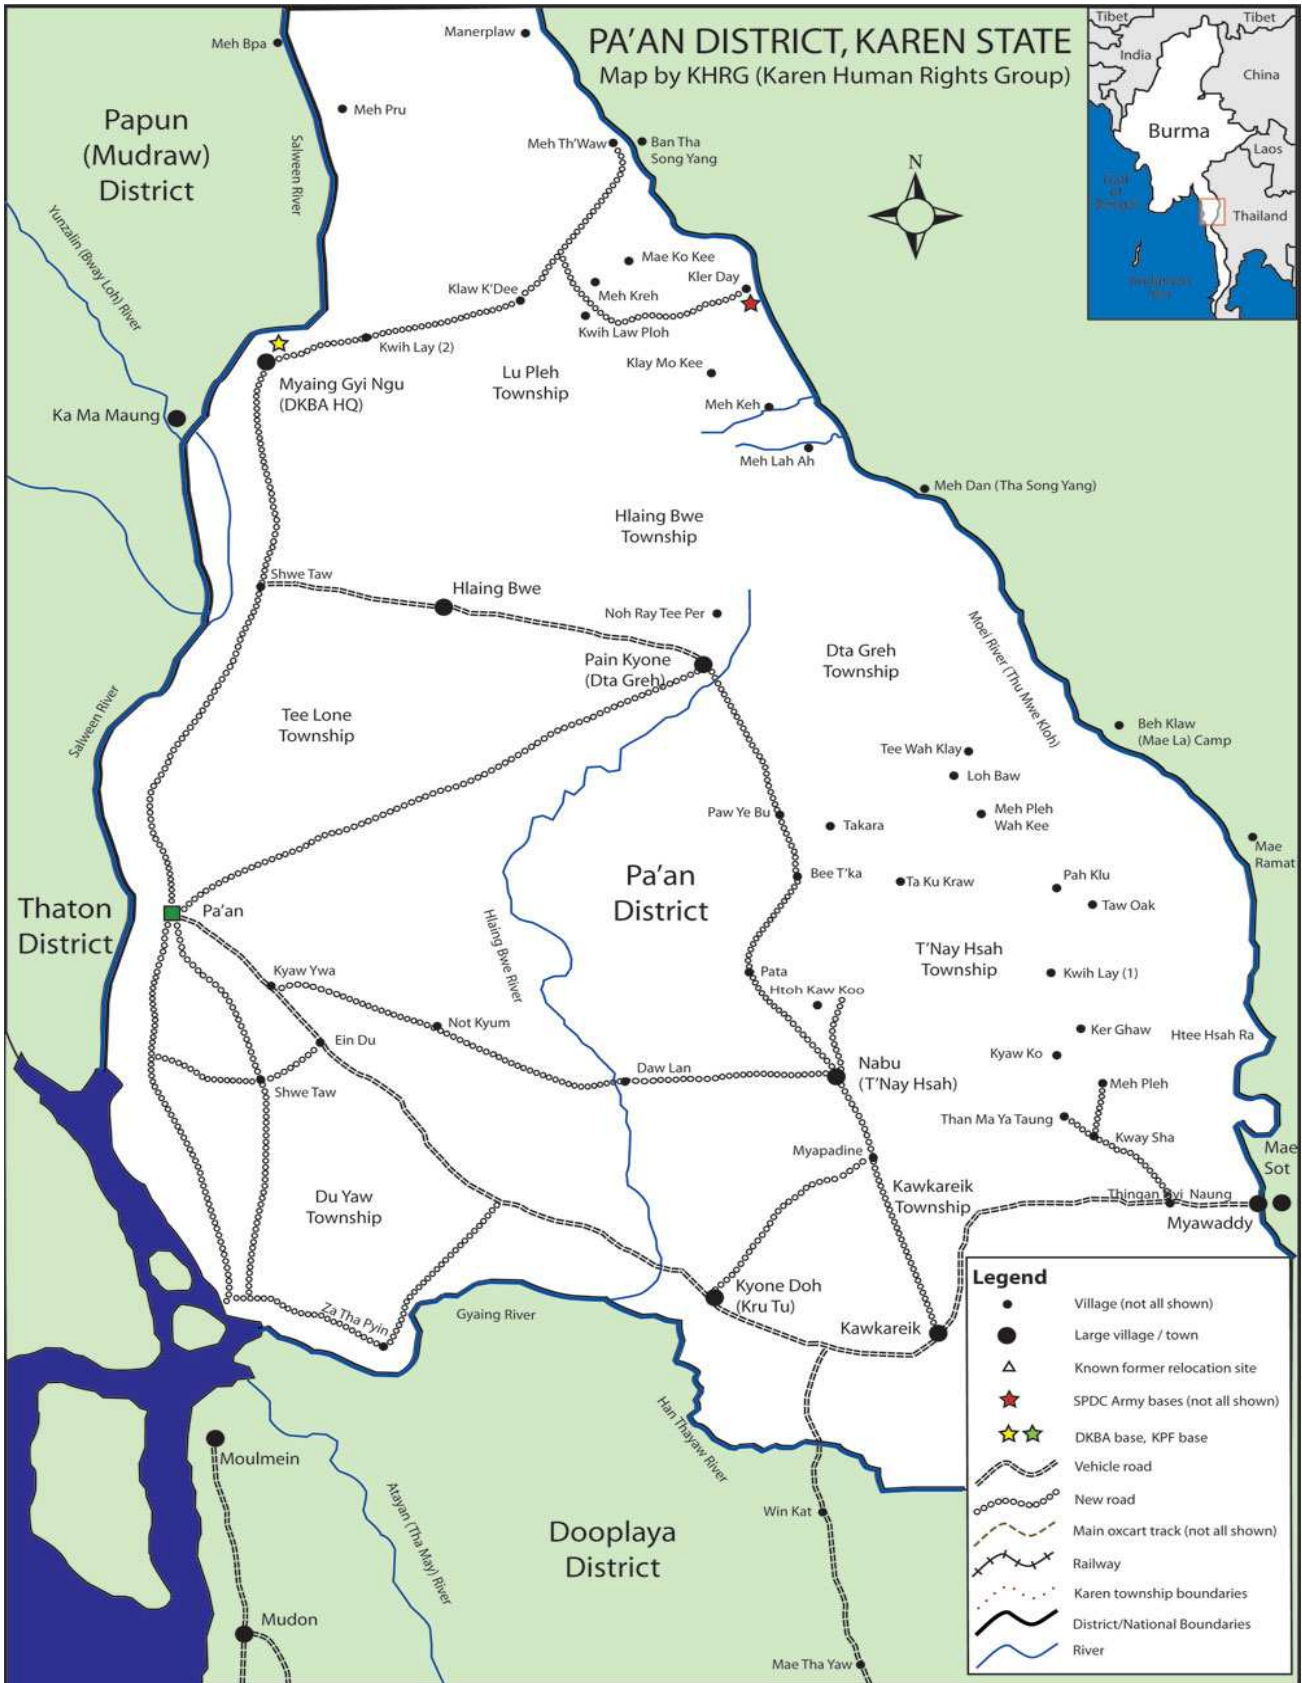 PA'AN DISTRICT, KAREN STATE
Map by KHRG (Karen Human Rights Group)
Tibet
Tibet
India
China
Burma
Laos
Thailand
N
Meh Bpa
Manerplaw
Meh Pru
Papun
(Mudraw)
District
Salween River
Meh Th'Waw
Ban Tha
Song Yang
Yunzalin (Bway Loh) River
Mae Ko Kee
Kler Day
Klaw K'Dee
Meh Kreh
Kwih Law Ploh
Kwih Lay (2)
Lu Pleh
Township
Klay Mo Kee
Myaing Gyi Ngu
(DKBA HQ)
Ka Ma Maung
Meh Keh
Meh Lah Ah
Meh Dan (Tha Song Yang)
Hlaing Bwe
Township
Shwe Taw
Hlaing Bwe
Noh Ray Tee Per
Moei River (Thu Mwe Kloh)
Pain Kyone
(Dta Greh)
Dta Greh
Township
Salween River
Tee Lone
Township
Beh Klaw
(Mae La) Camp
Tee Wah Klay
Loh Baw
Paw Ye Bu
Takara
Meh Pleh
Wah Kee
Mae
Ramat
Pa'an
District
Bee T'ka
Ta Ku Kraw
Pah Klu
Taw Oak
Thaton
District
Pa'an
Hlaing Bwe River
T'Nay Hsah
Township
Kyaw Ywa
Pata
Kwih Lay (1)
Htoh Kaw Koo
Not Kyum
Ein Du
Ker Ghaw
Htee Hsah Ra
Kyaw Ko
Nabu
(T'Nay Hsah)
Daw Lan
Shwe Taw
Meh Pleh
Than Ma Ya Taung
Kway Sha
Myapadine
Mae
Sot
Kawkareik
Township
Du Yaw
Township
Myawaddy
Kyone Doh
(Kru Tu)
Za Tha Pyin
Gyaing River
Kawkareik
Han Thayaw River
Moulmein
Atayan (Tha May) River
Win Kat
Dooplaya
District
Mudon
Mae Tha Yaw
Legend
Village (not all shown)
Large village / town
Known former relocation site
SPDC Army bases (not all shown)
DKBA base, KPF base
Vehicle road
New road
Main oxcart track (not all shown)
Railway
Karen township boundaries
District/National Boundaries
River